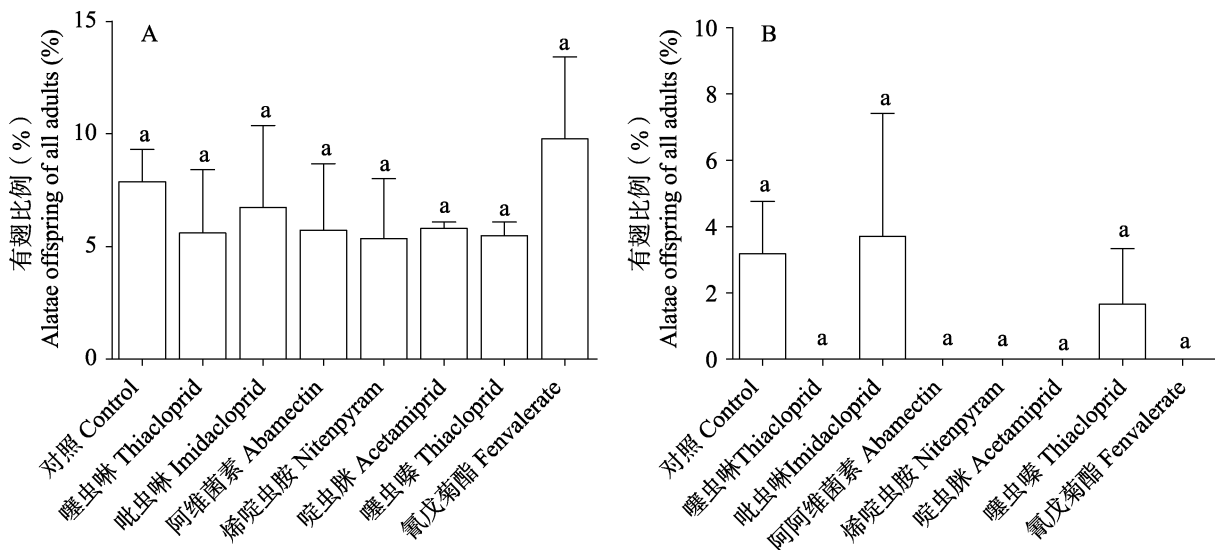 A
有翅比例（%）
Alatae offspring of all adults (%)
15
10
5
0
a
a
a
a
a
a
a
a
对照 Control
噻虫啉 Thiacloprid
吡虫啉 Imidacloprid
阿维菌素 Abamectin
烯啶虫胺 Nitenpyram
啶虫脒 Acetamiprid
噻虫嗪 Thiacloprid
氰戊菊酯 Fenvalerate
B
有翅比例（%）
Alatae offspring of all adults (%)
10
8
6
4
2
0
a
a
a
a
a
a
a
a
对照 Control
噻虫啉Thiacloprid
吡虫啉Imidacloprid
阿阿维菌素 Abamectin
烯啶虫胺 Nitenpyram
啶虫脒 Acetamiprid
噻虫嗪 Thiacloprid
氰戊菊酯 Fenvalerate